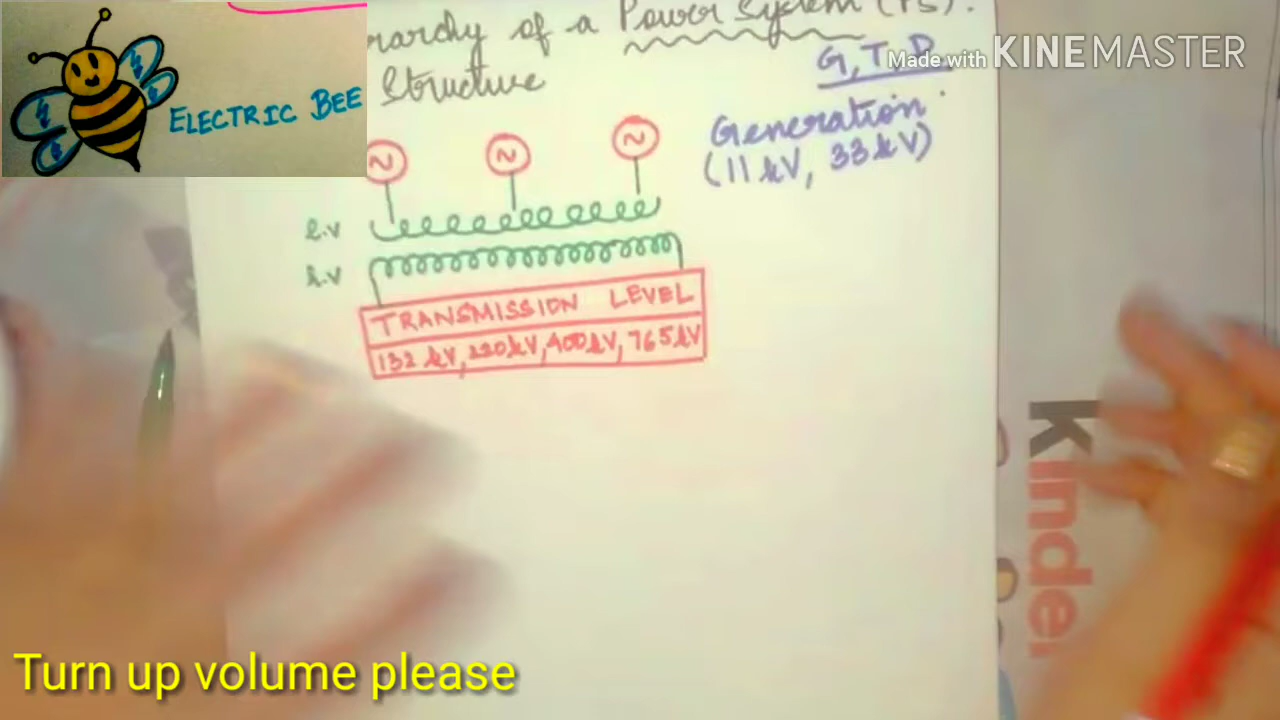 rarchy of a Power System (PS).
Structure
G, T, D
Made with KINEMASTER
ELECTRIC BEE
Generation
(11 kV, 33 kV)
~ ~ ~
l.v
h.v
TRANSMISSION LEVEL
132 kV, 220 kV, 400 kV, 765 kV
Kinder
Turn up volume please